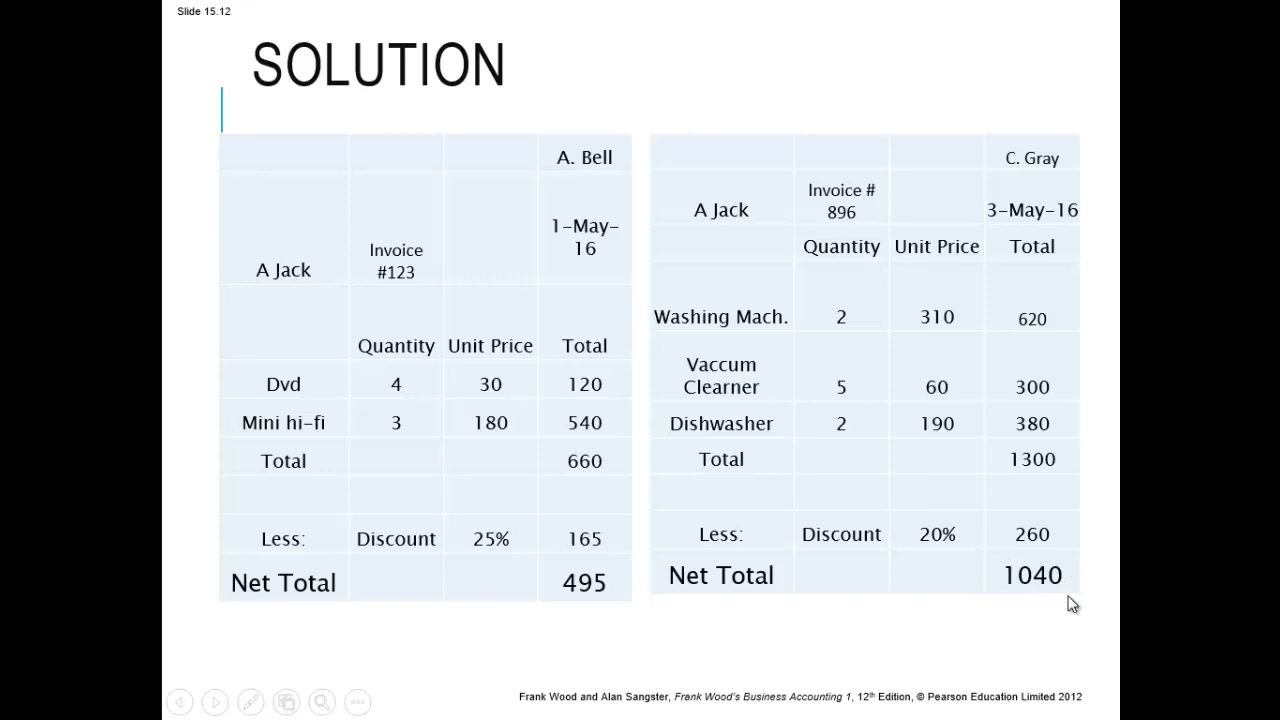 Slide 15.12
SOLUTION
A. Bell
A Jack Invoice #123 1-May-16
Quantity Unit Price Total
Dvd 4 30 120
Mini hi-fi 3 180 540
Total 660
Less: Discount 25% 165
Net Total 495
C. Gray
A Jack Invoice # 896 3-May-16
Quantity Unit Price Total
Washing Mach. 2 310 620
Vaccum Clearner 5 60 300
Dishwasher 2 190 380
Total 1300
Less: Discount 20% 260
Net Total 1040
Frank Wood and Alan Sangster, Frank Wood's Business Accounting 1, 12th Edition, © Pearson Education Limited 2012